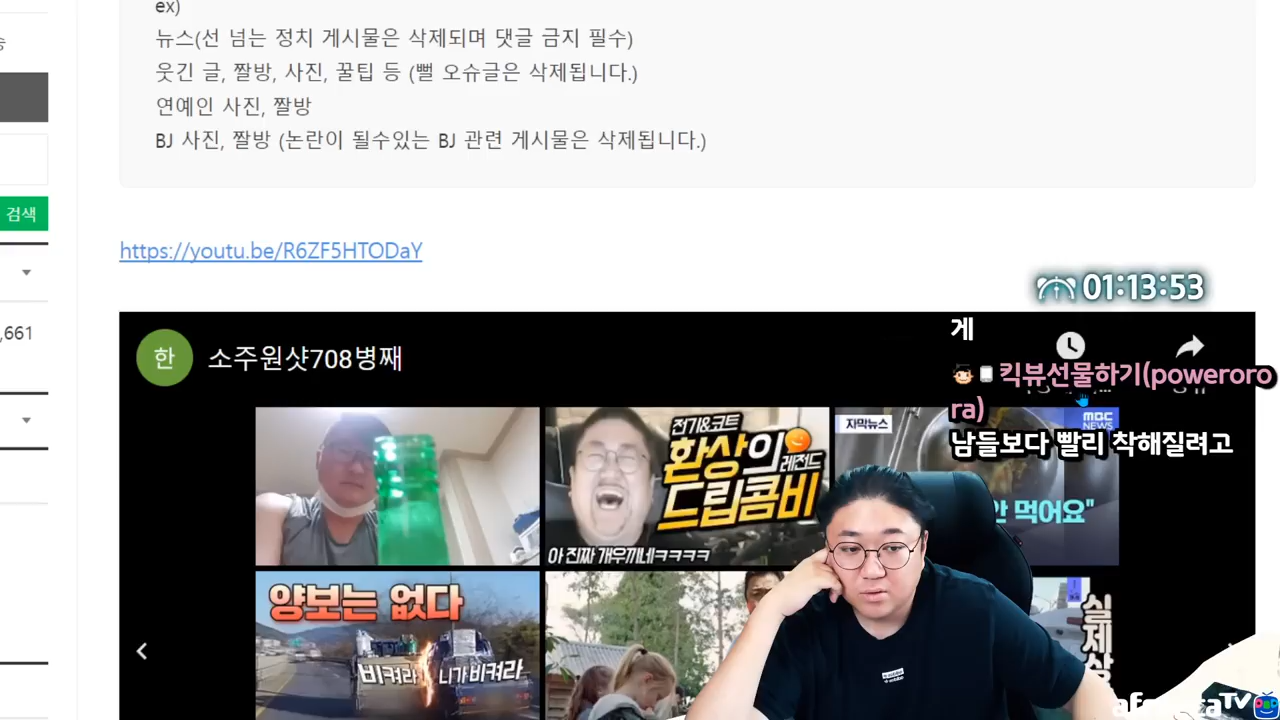 ex)
뉴스(선 넘는 정치 게시물은 삭제되며 댓글 금지 필수)
웃긴 글, 짤방, 사진, 꿀팁 등 (뻘 오슈글은 삭제됩니다.)
연예인 사진, 짤방
BJ 사진, 짤방 (논란이 될수있는 BJ 관련 게시물은 삭제됩니다.)
검색
https://youtu.be/R6ZF5HTODaY
01:13:53
,661
게
한 소주원샷707병째
킥뷰선물하기(poweroro
ra)
남들보다 빨리 착해질려고
전기&코트
환상의
레전드
드립콤비
아 진짜 개웃끼네ㅋㅋㅋㅋ
자막뉴스
MBC
NEWS
안 먹어요"
양보는 없다
비켜라
니가비켜라
실제상
TV